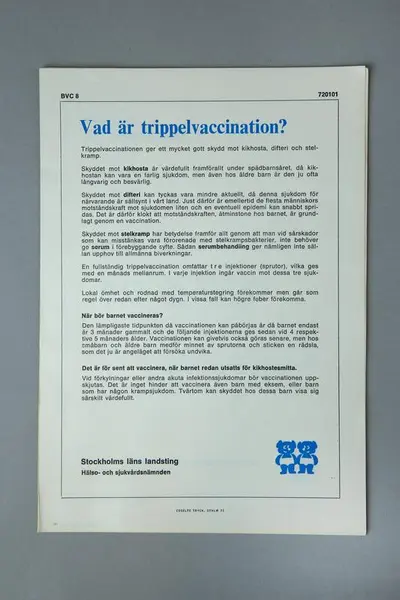 BVC 8
720101
Vad är trippelvaccination?
Trippelvaccinationen ger ett mycket gott skydd mot kikhosta, difteri och stel-
kramp.
Skyddet mot kikhosta är värdefullt framförallt under spädbarnsåret, då kik-
hostan kan vara en farlig sjukdom, men även hos äldre barn är den ju ofta
långvarig och besvärlig.
Skyddet mot difteri kan tyckas vara mindre aktuellt, då denna sjukdom för
närvarande är sällsynt i vårt land. Just därför är emellertid de flesta människors
motståndskraft mot sjukdomen liten och en eventuell epidemi kan snabbt spri-
das. Det är därför klokt att motståndskraften, åtminstone hos barnet, är grund-
lagt genom en vaccination.
Skyddet mot stelkramp har betydelse framför allt genom att man vid sårskador
som kan misstänkas vara förorenade med stelkrampsbakterier, inte behöver
ge serum i förebyggande syfte. Sådan serumbehandling ger nämligen inte säl-
lan upphov till allmänna biverkningar.
En fullständig trippelvaccination omfattar tre injektioner (sprutor), vilka ges
med en månads mellanrum. I varje injektion ingår vaccin mot dessa tre sjuk-
domar.
Lokal ömhet och rodnad med temperaturstegring förekommer men går som
regel över redan efter något dygn. I vissa fall kan högre feber förekomma.
När bör barnet vaccineras?
Den lämpligaste tidpunkten då vaccinationen kan påbörjas är då barnet endast
är 3 månader gammalt och de följande injektionerna ges sedan vid 4 respek-
tive 5 månaders ålder. Vaccinationen kan givetvis också göras senare, men hos
småbarn och äldre barn medför minnet av sprutorna och sticken en rädsla,
som det ju är angeläget att försöka undvika.
Det är för sent att vaccinera, när barnet redan utsatts för kikhostesmitta.
Vid förkylningar eller andra akuta infektionssjukdomar bör vaccinationen upp-
skjutas. Det är inget hinder att vaccinera även barn med eksem, eller barn
som har någon krampsjukdom. Tvärtom kan skyddet hos dessa barn visa sig
särskilt värdefullt.
Stockholms läns landsting
Hälso- och sjukvårdsnämnden